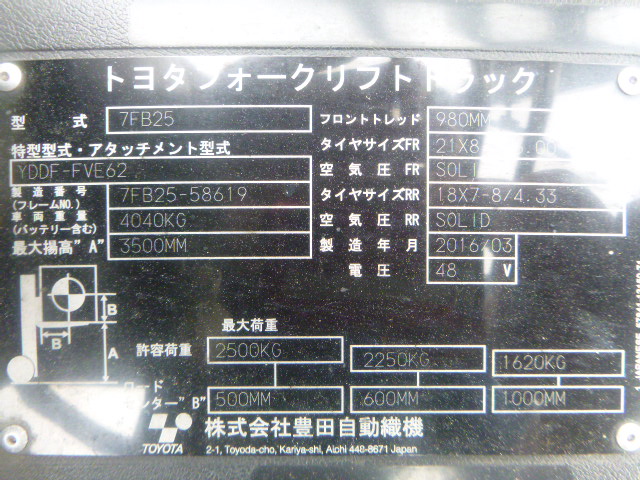 トヨタフォークリフトトラック
型式 7FB25 フロントトレッド 980MM
特型型式・アタッチメント型式 タイヤサイズFR 21X8
YDDF-FVE62 空気圧FR SOLID
製造番号 (フレームNO.) 7FB25-58619 タイヤサイズRR 18X7-8/4.33
車両重量 (バッテリー含む) 4040KG 空気圧RR SOLID
最大揚高"A" 3500MM 製造年月 2016/03
電圧 48 V
B
B
A
最大荷重
許容荷重 2500KG 2250KG 1620KG
ロード
センター"B" 500MM 600MM 1000MM
TOYOTA 株式会社豊田自動織機
2-1, Toyoda-cho, Kariya-shi, Aichi 448-8671 Japan